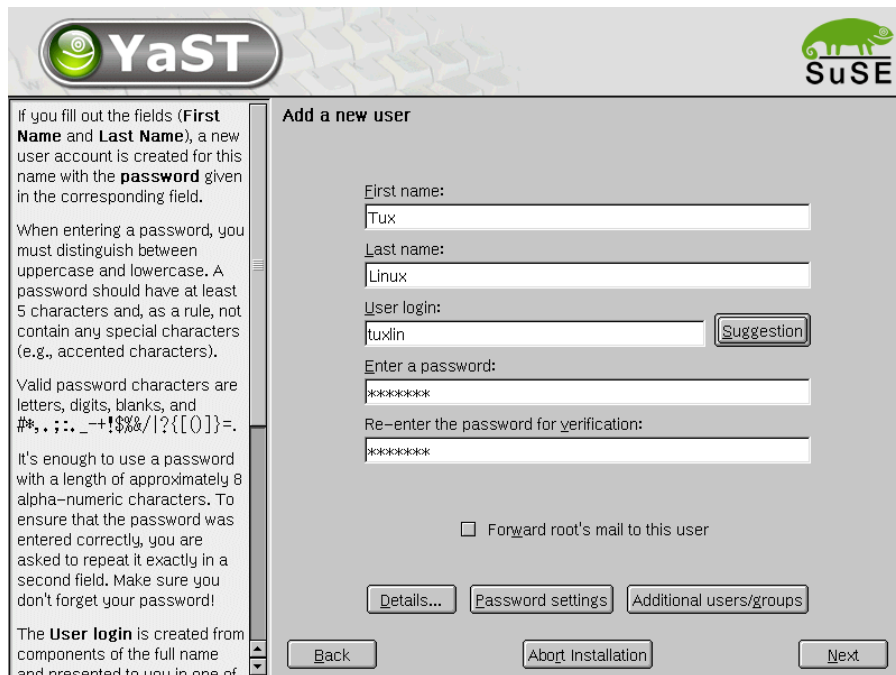 YaST
SuSE
If you fill out the fields (First
Name and Last Name), a new
user account is created for this
name with the password given
in the corresponding field.
When entering a password, you
must distinguish between
uppercase and lowercase. A
password should have at least
5 characters and, as a rule, not
contain any special characters
(e.g., accented characters).
Valid password characters are
letters, digits, blanks, and
#*,.;:._-+!$%&/|?{[()]}=.
It's enough to use a password
with a length of approximately 8
alpha-numeric characters. To
ensure that the password was
entered correctly, you are
asked to repeat it exactly in a
second field. Make sure you
don't forget your password!
The User login is created from
components of the full name
and presented to you in one of
Add a new user
First name:
Tux
Last name:
Linux
User login:
tuxlin
Suggestion
Enter a password:
*******
Re-enter the password for verification:
*******
Forward root's mail to this user
Details...
Password settings
Additional users/groups
Back
Abort Installation
Next